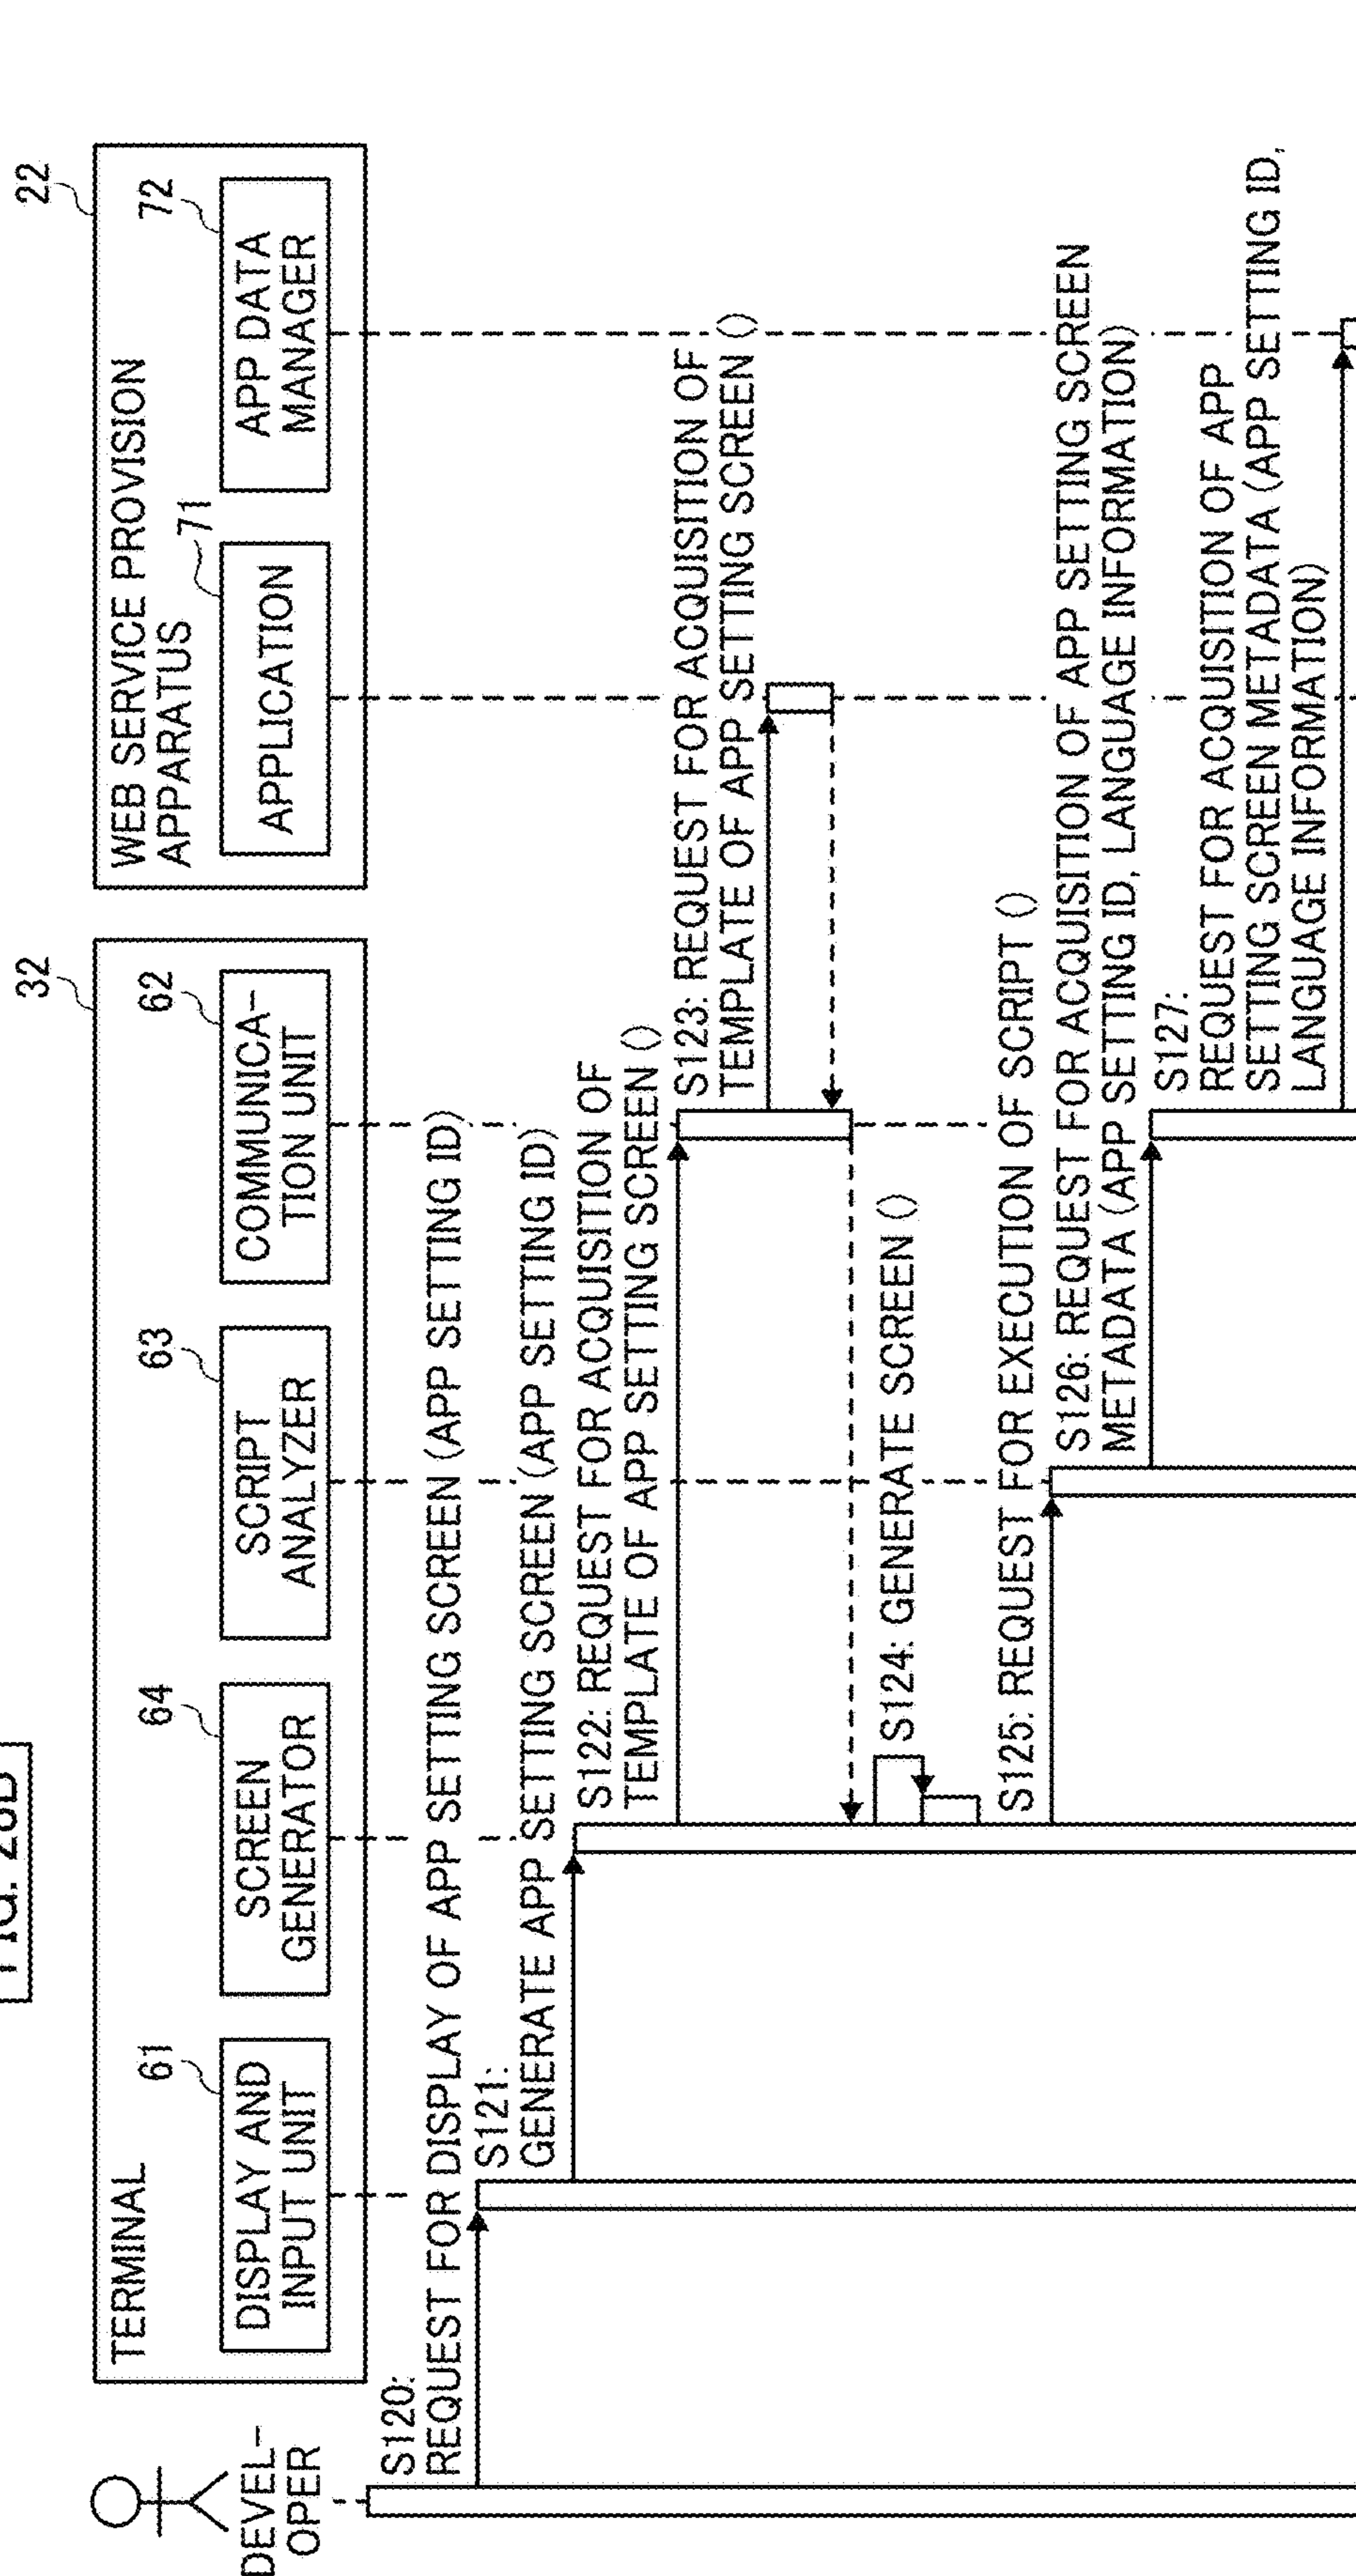 22
WEB SERVICE PROVISION
APPARATUS
71
72
APPLICATION
APP DATA
MANAGER
32
TERMINAL
61
64
63
62
DISPLAY AND
INPUT UNIT
SCREEN
GENERATOR
SCRIPT
ANALYZER
COMMUNICA-
TION UNIT
DEVEL-
OPER
S120:
REQUEST FOR DISPLAY OF APP SETTING SCREEN (APP SETTING ID)
S121:
GENERATE APP SETTING SCREEN (APP SETTING ID)
S122: REQUEST FOR ACQUISITION OF
TEMPLATE OF APP SETTING SCREEN ()
S123: REQUEST FOR ACQUISITION OF
TEMPLATE OF APP SETTING SCREEN ()
S124: GENERATE SCREEN ()
S125: REQUEST FOR EXECUTION OF SCRIPT ()
S126: REQUEST FOR ACQUISITION OF APP SETTING SCREEN
METADATA (APP SETTING ID, LANGUAGE INFORMATION)
S127:
REQUEST FOR ACQUISITION OF APP
SETTING SCREEN METADATA (APP SETTING ID,
LANGUAGE INFORMATION)